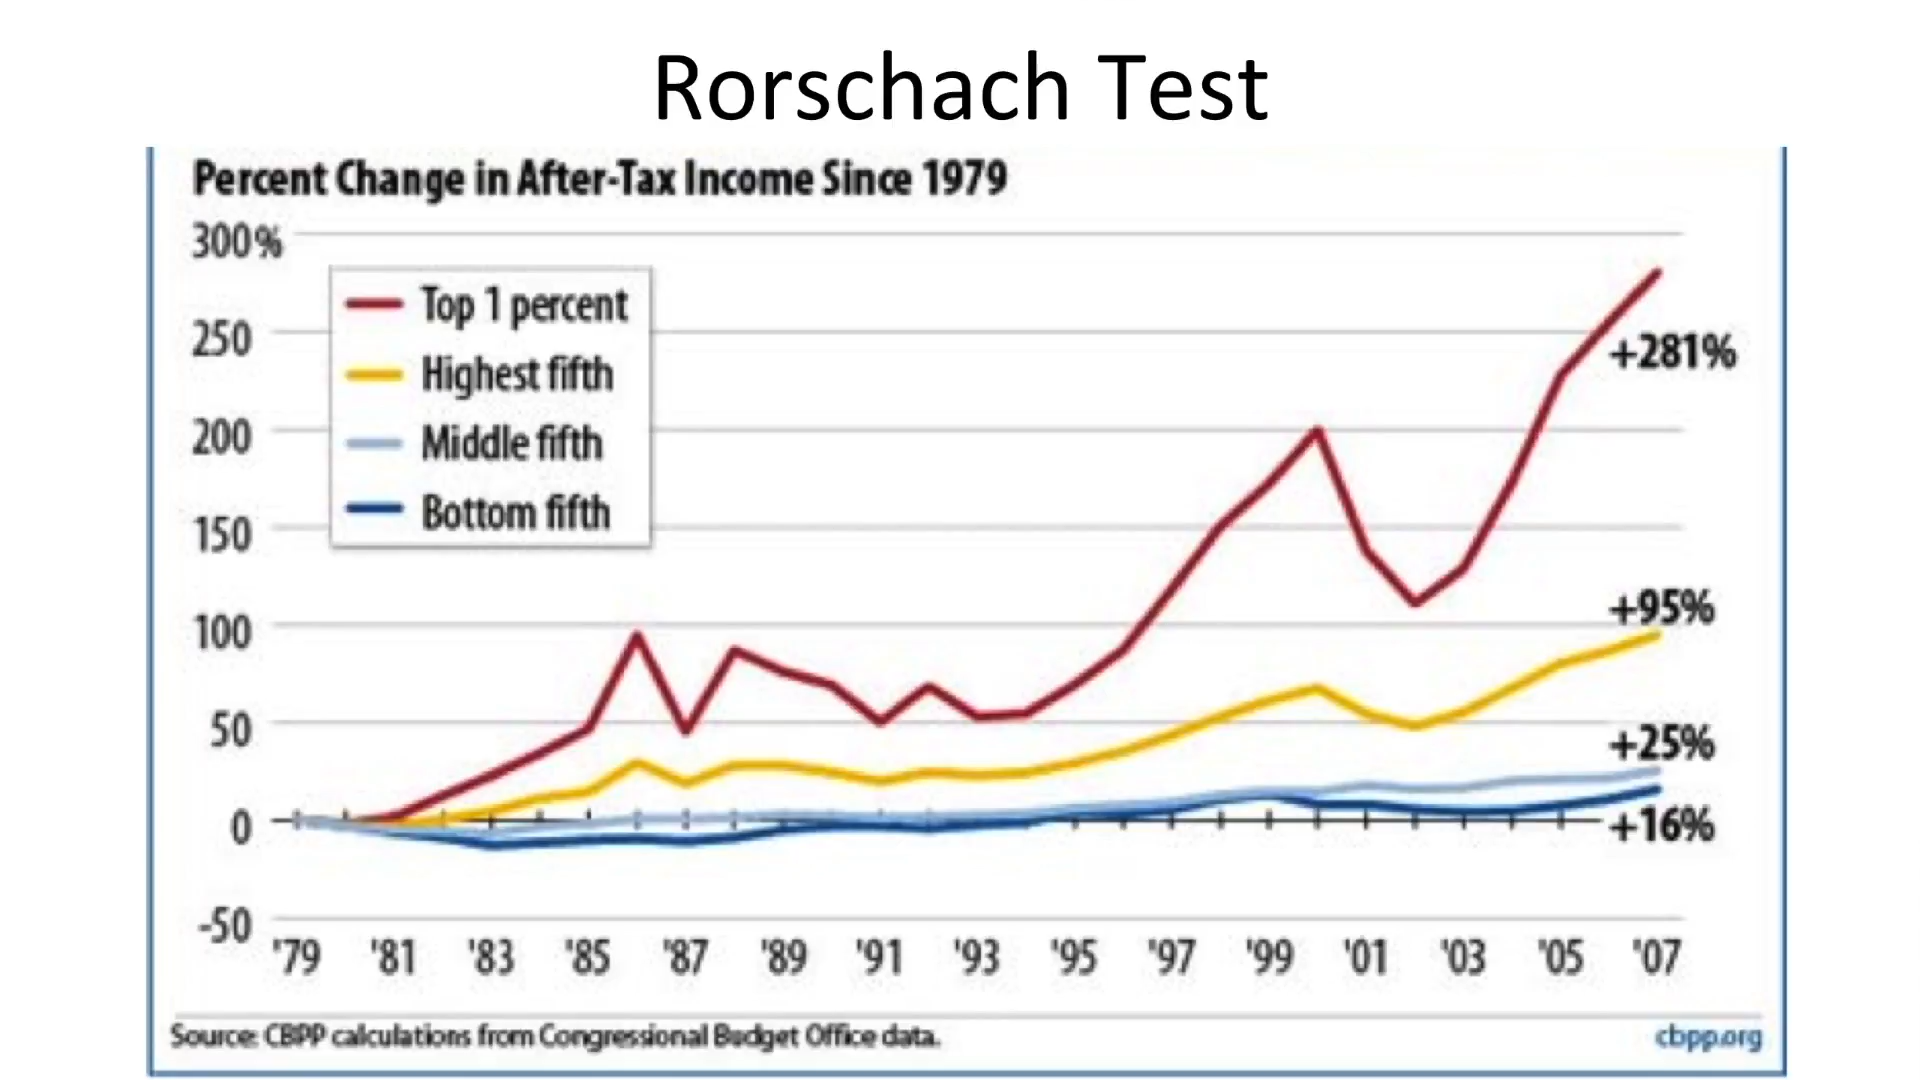 Rorschach Test
Percent Change in After-Tax Income Since 1979
300%
250
200
150
100
50
0
-50
Top 1 percent
Highest fifth
Middle fifth
Bottom fifth
+281%
+95%
+25%
+16%
'79 '81 '83 '85 '87 '89 '91 '93 '95 '97 '99 '01 '03 '05 '07
Source: CBPP calculations from Congressional Budget Office data.
cbpp.org